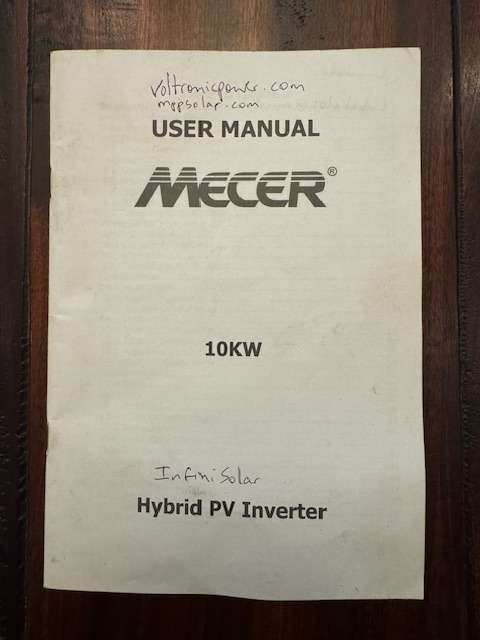 voltronicpower.com
mppsolar.com
USER MANUAL
MECER®
10KW
InfiniSolar
Hybrid PV Inverter